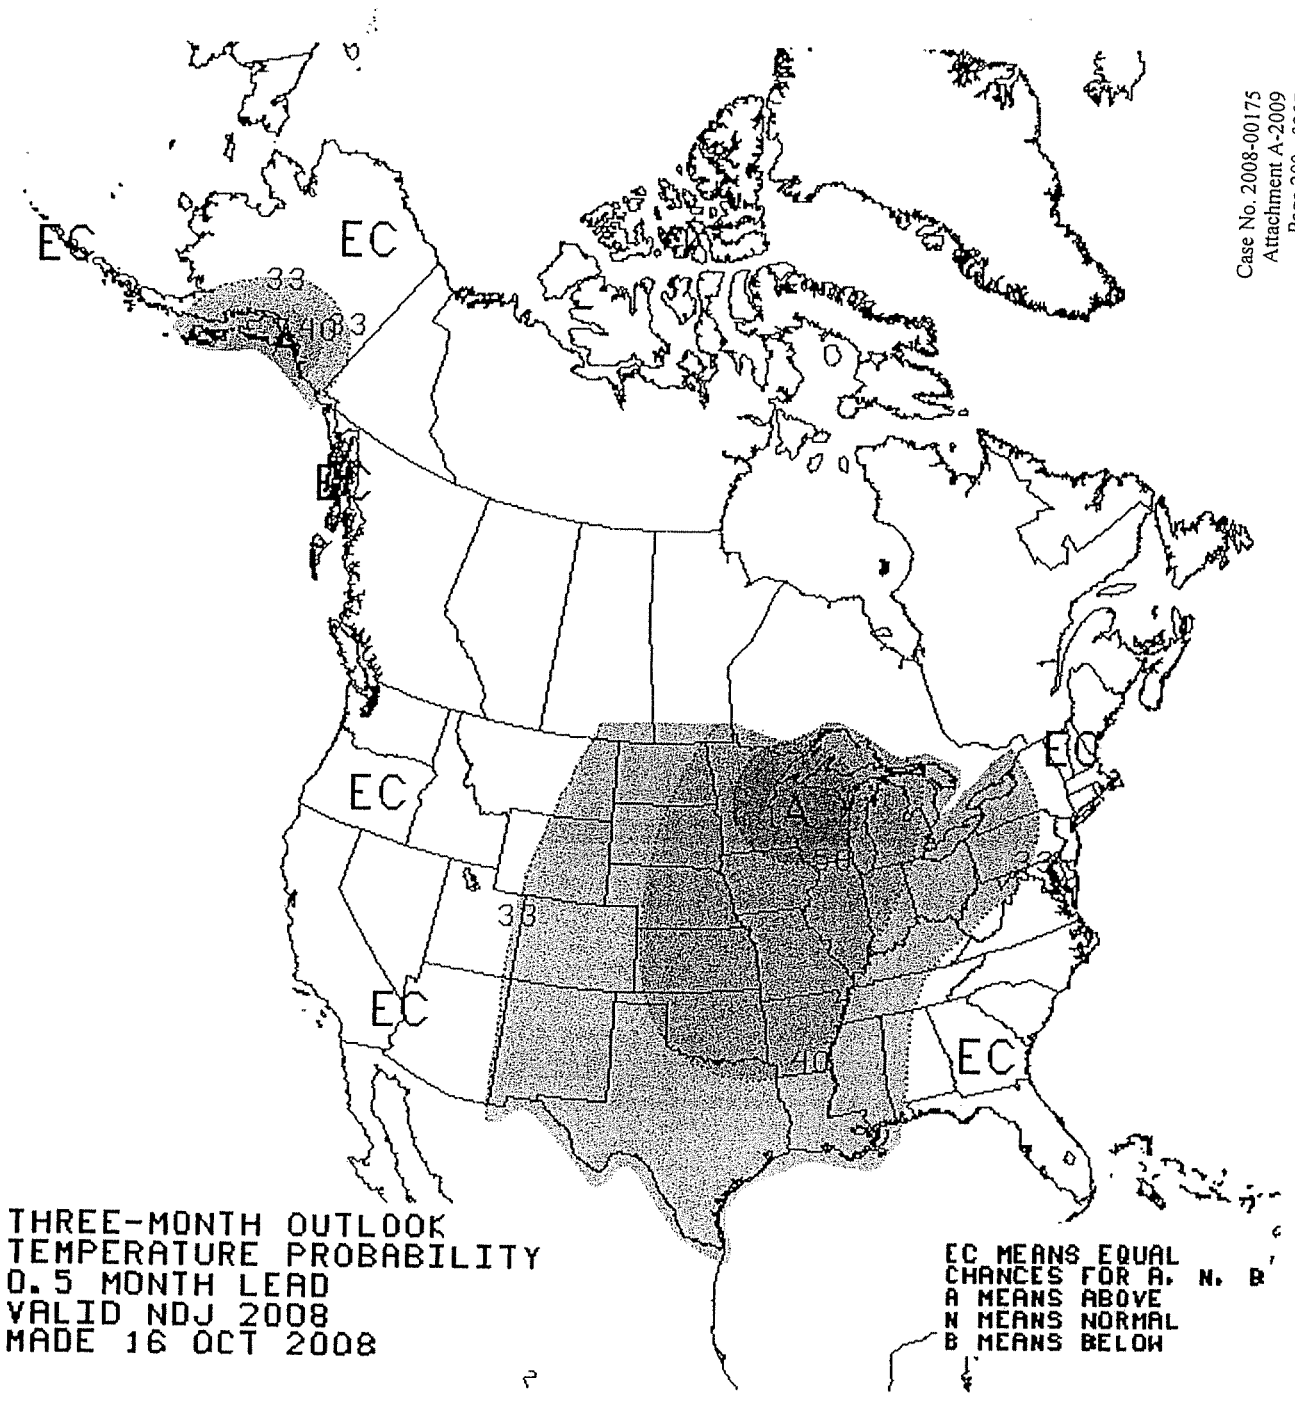 Case No. 2008-00175
Attachment A-2009
EC
EC
33
40
33
EC
EC
A
EC
33
50
33
EC
40
EC
THREE-MONTH OUTLOOK
TEMPERATURE PROBABILITY
0.5 MONTH LEAD
VALID NDJ 2008
MADE 16 OCT 2008
EC MEANS EQUAL
CHANCES FOR A, N, B
A MEANS ABOVE
N MEANS NORMAL
B MEANS BELOW